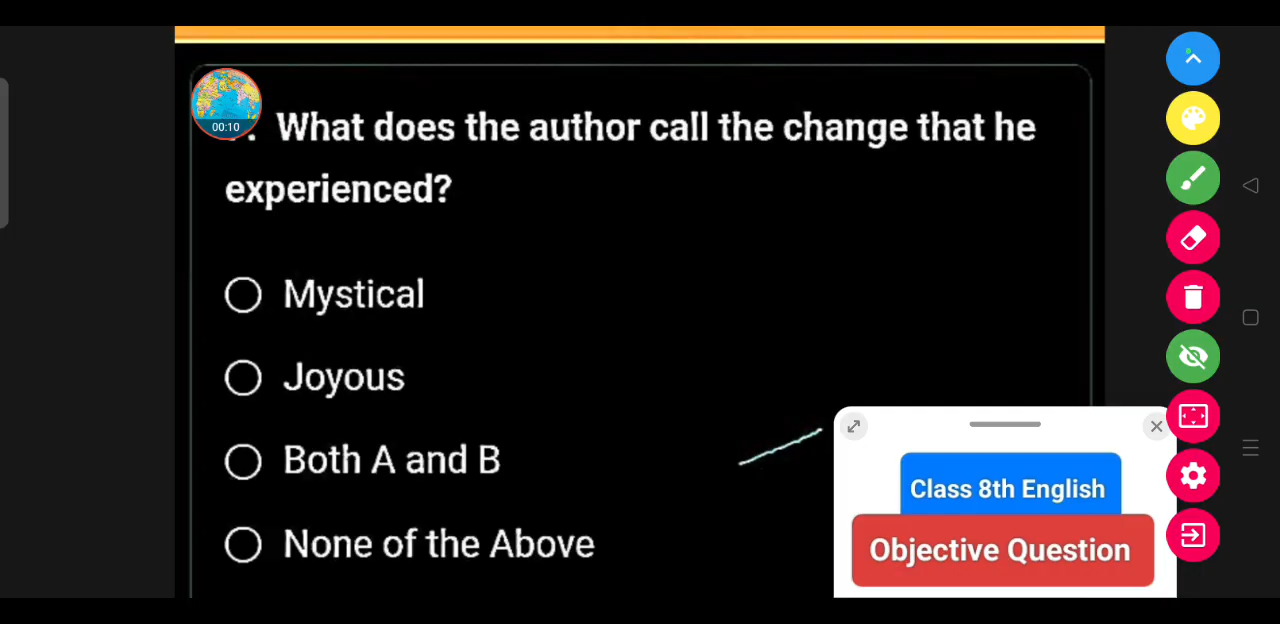 00:10
What does the author call the change that he
experienced?
Mystical
Joyous
Both A and B
None of the Above
Class 8th English
Objective Question